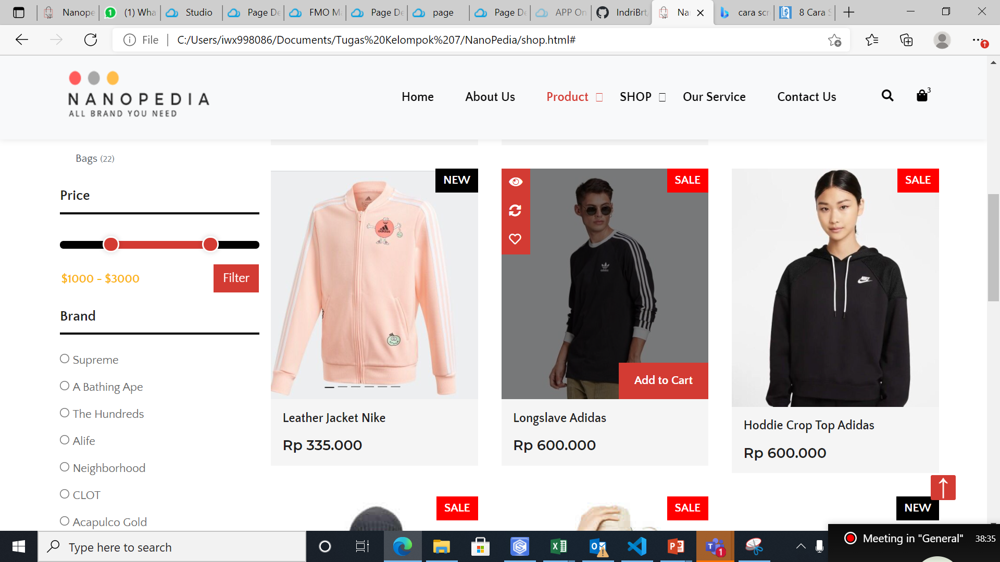 Nanope
(1) Wha
Studio
Page De
FMO Ma
Page De
page
Page De
APP On
IndriBrt
Na
cara scr
8 Cara S
File
C:/Users/iwx998086/Documents/Tugas%20Kelompok%207/NanoPedia/shop.html#
NANOPEDIA
ALL BRAND YOU NEED
Home
About Us
Product
SHOP
Our Service
Contact Us
3
Bags (22)
Price
$1000 - $3000
Filter
Brand
Supreme
A Bathing Ape
The Hundreds
Alife
Neighborhood
CLOT
Acapulco Gold
NEW
adidas
Leather Jacket Nike
Rp 335.000
SALE
adidas
Add to Cart
Longslave Adidas
Rp 600.000
SALE
Hoddie Crop Top Adidas
Rp 600.000
SALE
SALE
NEW
Type here to search
1
Meeting in "General"
38:35